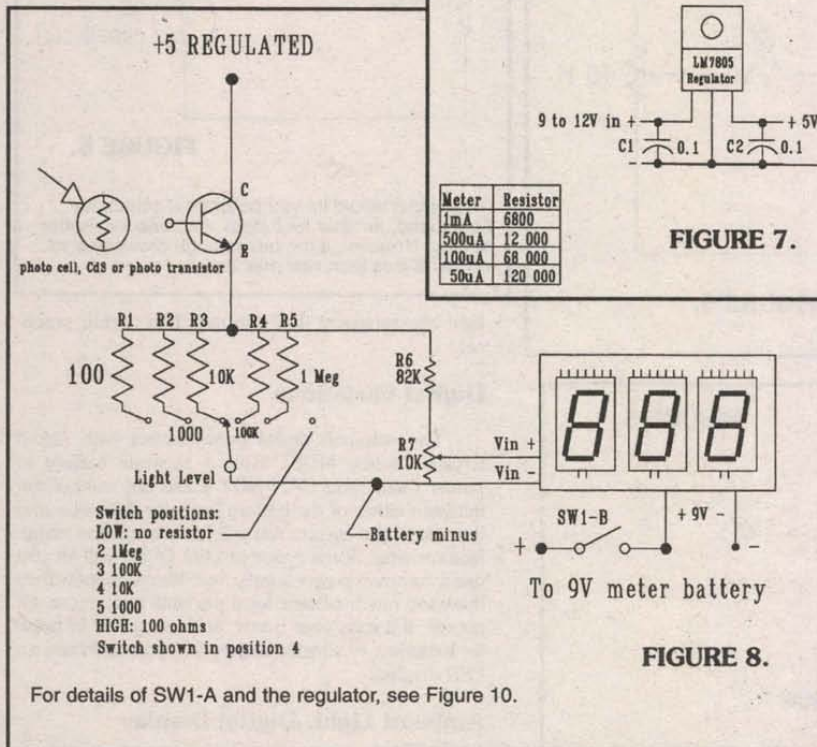 +5 REGULATED
C
E
photo cell, CdS or photo transistor
R1 R2 R3 R4 R5
100
10K
1 Meg
1000
100K
Light Level
R6
82K
R7
10K
Battery minus
Switch positions:
LOW: no resistor
2 1Meg
3 100K
4 10K
5 1000
HIGH: 100 ohms
Switch shown in position 4
For details of SW1-A and the regulator, see Figure 10.
LM7805
Regulator
9 to 12V in +
+ 5V
C1 0.1
C2 0.1
-
Meter Resistor
1mA 6800
500uA 12 000
100uA 68 000
50uA 120 000
FIGURE 7.
Vin +
Vin -
888
SW1-B
+ 9V -
+
-
To 9V meter battery
FIGURE 8.